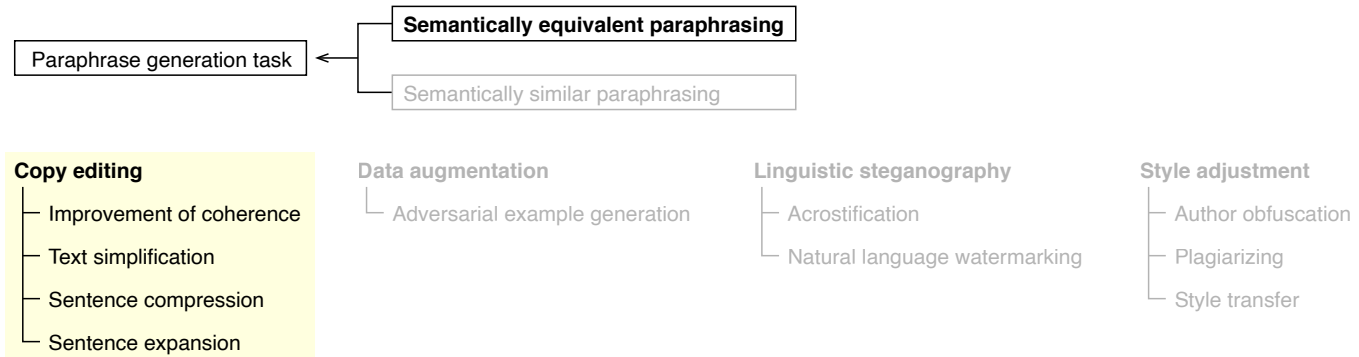 Semantically equivalent paraphrasing
Paraphrase generation task
Semantically similar paraphrasing
Copy editing
Improvement of coherence
Text simplification
Sentence compression
Sentence expansion
Data augmentation
Adversarial example generation
Linguistic steganography
Acrostification
Natural language watermarking
Style adjustment
Author obfuscation
Plagiarizing
Style transfer